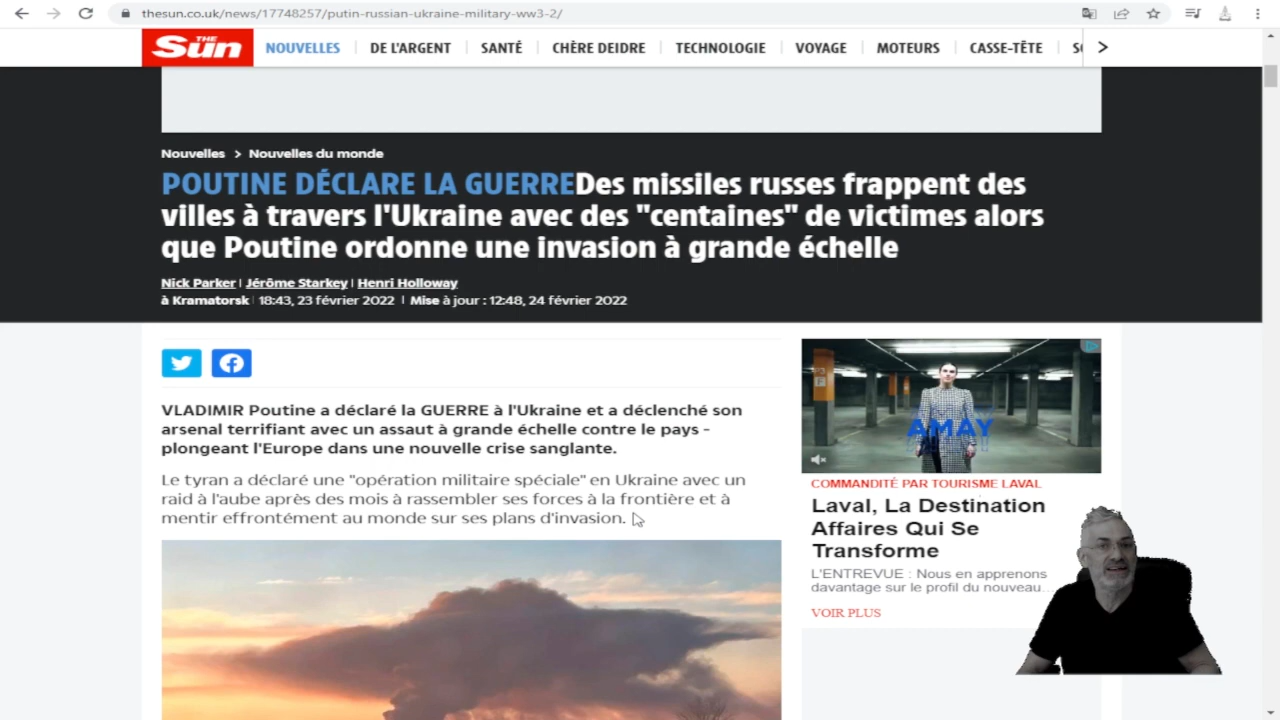 thesun.co.uk/news/17748257/putin-russian-ukraine-military-ww3-2/
THE Sun
NOUVELLES DE L'ARGENT SANTÉ CHÈRE DEIDRE TECHNOLOGIE VOYAGE MOTEURS CASSE-TÊTE
Nouvelles > Nouvelles du monde
POUTINE DÉCLARE LA GUERREDes missiles russes frappent des
villes à travers l'Ukraine avec des "centaines" de victimes alors
que Poutine ordonne une invasion à grande échelle
Nick Parker | Jérôme Starkey | Henri Holloway
à Kramatorsk | 18:43, 23 février 2022 | Mise à jour : 12:48, 24 février 2022
VLADIMIR Poutine a déclaré la GUERRE à l'Ukraine et a déclenché son
arsenal terrifiant avec un assaut à grande échelle contre le pays -
plongeant l'Europe dans une nouvelle crise sanglante.
Le tyran a déclaré une "opération militaire spéciale" en Ukraine avec un
raid à l'aube après des mois à rassembler ses forces à la frontière et à
mentir effrontément au monde sur ses plans d'invasion.
P3
F
AMAY
COMMANDITÉ PAR TOURISME LAVAL
Laval, La Destination
Affaires Qui Se
Transforme
L'ENTREVUE : Nous en apprenons
davantage sur le profil du nouveau...
VOIR PLUS